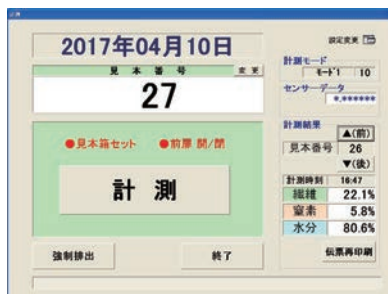 2017年04月10日
設定変更
見本番号
変更
27
計測モード
モード1 10
センサーデータ
*.******
●見本箱セット ●前扉 開/閉
計 測
計測結果
▲(前)
見本番号 26
▼(後)
計測時刻 16:47
繊維 22.1%
窒素 5.8%
水分 80.6%
強制排出
終了
伝票再印刷